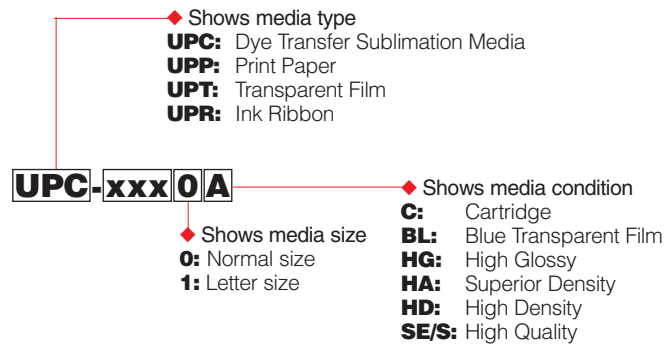 Shows media type
UPC: Dye Transfer Sublimation Media
UPP: Print Paper
UPT: Transparent Film
UPR: Ink Ribbon
UPC-xxx0A
Shows media size
0: Normal size
1: Letter size
Shows media condition
C: Cartridge
BL: Blue Transparent Film
HG: High Glossy
HA: Superior Density
HD: High Density
SE/S: High Quality